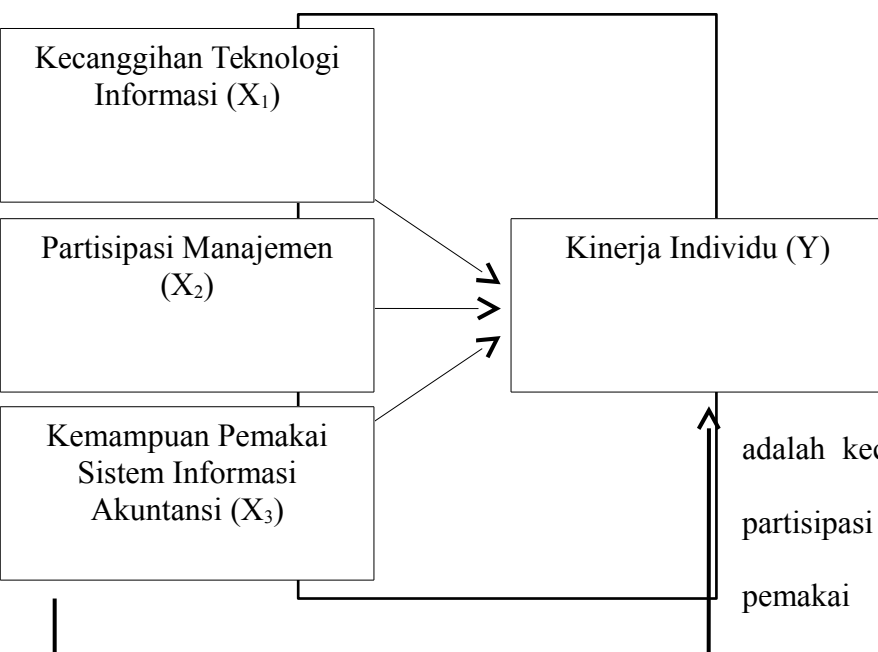 Kecanggihan Teknologi
Informasi (X₁)
Partisipasi Manajemen
(X₂)
Kinerja Individu (Y)
Kemampuan Pemakai
Sistem Informasi
Akuntansi (X₃)
adalah
partisipasi
pemakai